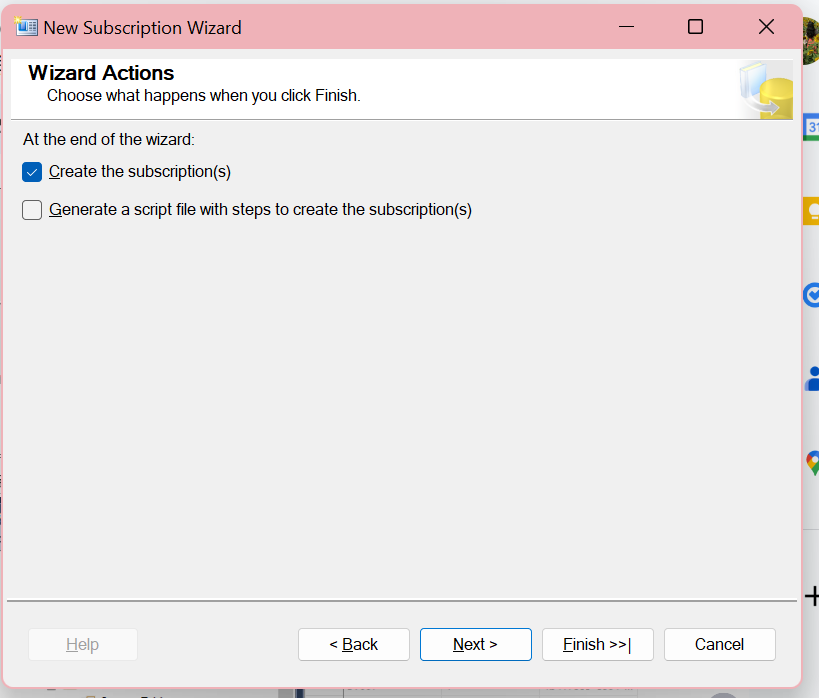 New Subscription Wizard
Wizard Actions
Choose what happens when you click Finish.
At the end of the wizard:
Create the subscription(s)
Generate a script file with steps to create the subscription(s)
Help
< Back
Next >
Finish >>|
Cancel
31